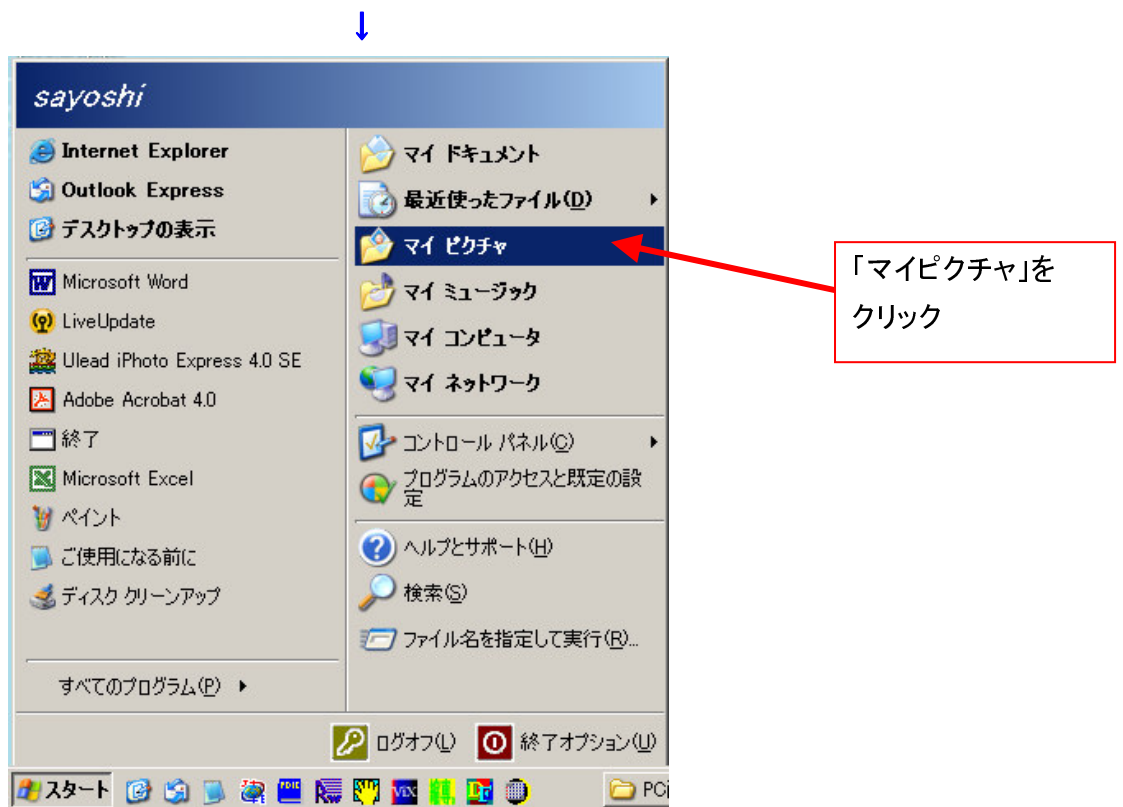 ↓
sayoshi
Internet Explorer
Outlook Express
デスクトップの表示
Microsoft Word
LiveUpdate
Ulead iPhoto Express 4.0 SE
Adobe Acrobat 4.0
終了
Microsoft Excel
ペイント
ご使用になる前に
ディスク クリーンアップ
すべてのプログラム(P)
マイ ドキュメント
最近使ったファイル(D)
マイ ピクチャ
マイ ミュージック
マイ コンピュータ
マイ ネットワーク
コントロール パネル(C)
プログラムのアクセスと既定の設
定
ヘルプとサポート(H)
検索(S)
ファイル名を指定して実行(R)...
「マイピクチャ」を
クリック
ログオフ(L) 終了オプション(U)
スタート